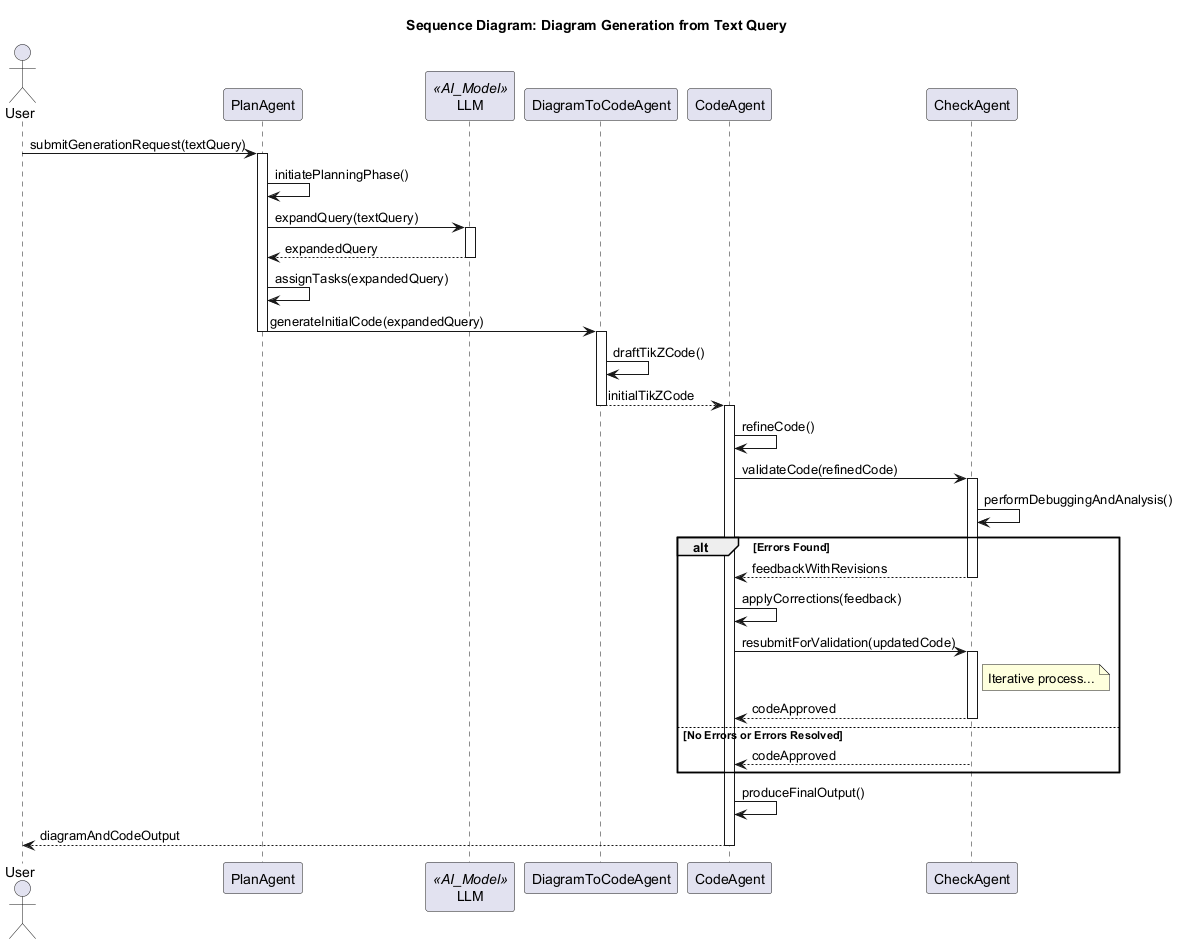 Sequence Diagram: Diagram Generation from Text Query
User
PlanAgent
«AI_Model»
LLM
DiagramToCodeAgent
CodeAgent
CheckAgent
submitGenerationRequest(textQuery)
initiatePlanningPhase()
expandQuery(textQuery)
expandedQuery
assignTasks(expandedQuery)
generateInitialCode(expandedQuery)
draftTikZCode()
initialTikZCode
refineCode()
validateCode(refinedCode)
performDebuggingAndAnalysis()
alt [Errors Found]
feedbackWithRevisions
applyCorrections(feedback)
resubmitForValidation(updatedCode)
Iterative process...
codeApproved
[No Errors or Errors Resolved]
codeApproved
produceFinalOutput()
diagramAndCodeOutput
User
PlanAgent
«AI_Model»
LLM
DiagramToCodeAgent
CodeAgent
CheckAgent